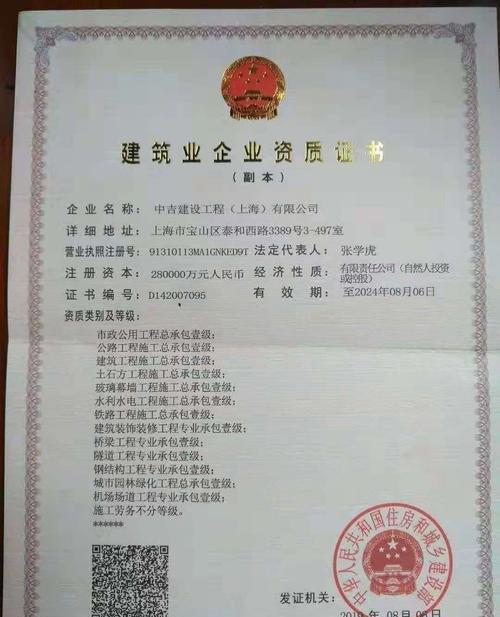 建筑业企业资质证书
（副本）
企业名称：中吉建设工程（上海）有限公司
详细地址：上海市宝山区泰和西路3389号3-497室
营业执照注册号：91310113MA1GNKED9T 法定代表人：张学虎
注册资本：280000万元人民币 经济性质：有限责任公司（自然人投资或控股）
证书编号：D142007095 有效期：至2024年08月06日
资质类别及等级：
市政公用工程总承包壹级；
公路工程施工总承包壹级；
建筑工程施工总承包壹级；
土石方工程施工总承包壹级；
玻璃幕墙工程施工总承包壹级；
水利水电工程施工总承包壹级；
铁路工程施工总承包壹级；
建筑装饰装修工程专业承包壹级；
桥梁工程专业承包壹级；
隧道工程专业承包壹级；
钢结构工程专业承包壹级；
城市园林绿化工程总承包壹级；
机场场道工程专业承包壹级；
施工劳务不分等级。
******
中华人民共和国住房和城乡建设部
发证机关：
2019年08月06日